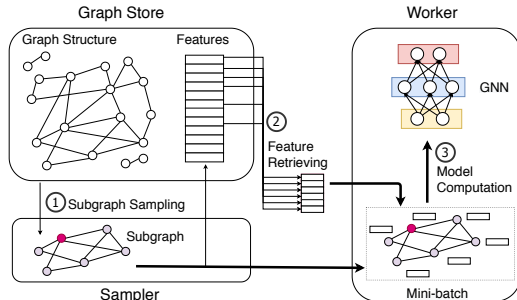 Graph Store
Worker
Graph Structure
Features
GNN
2
Feature
Retrieving
3
Model
Computation
1 Subgraph Sampling
Subgraph
Sampler
Mini-batch